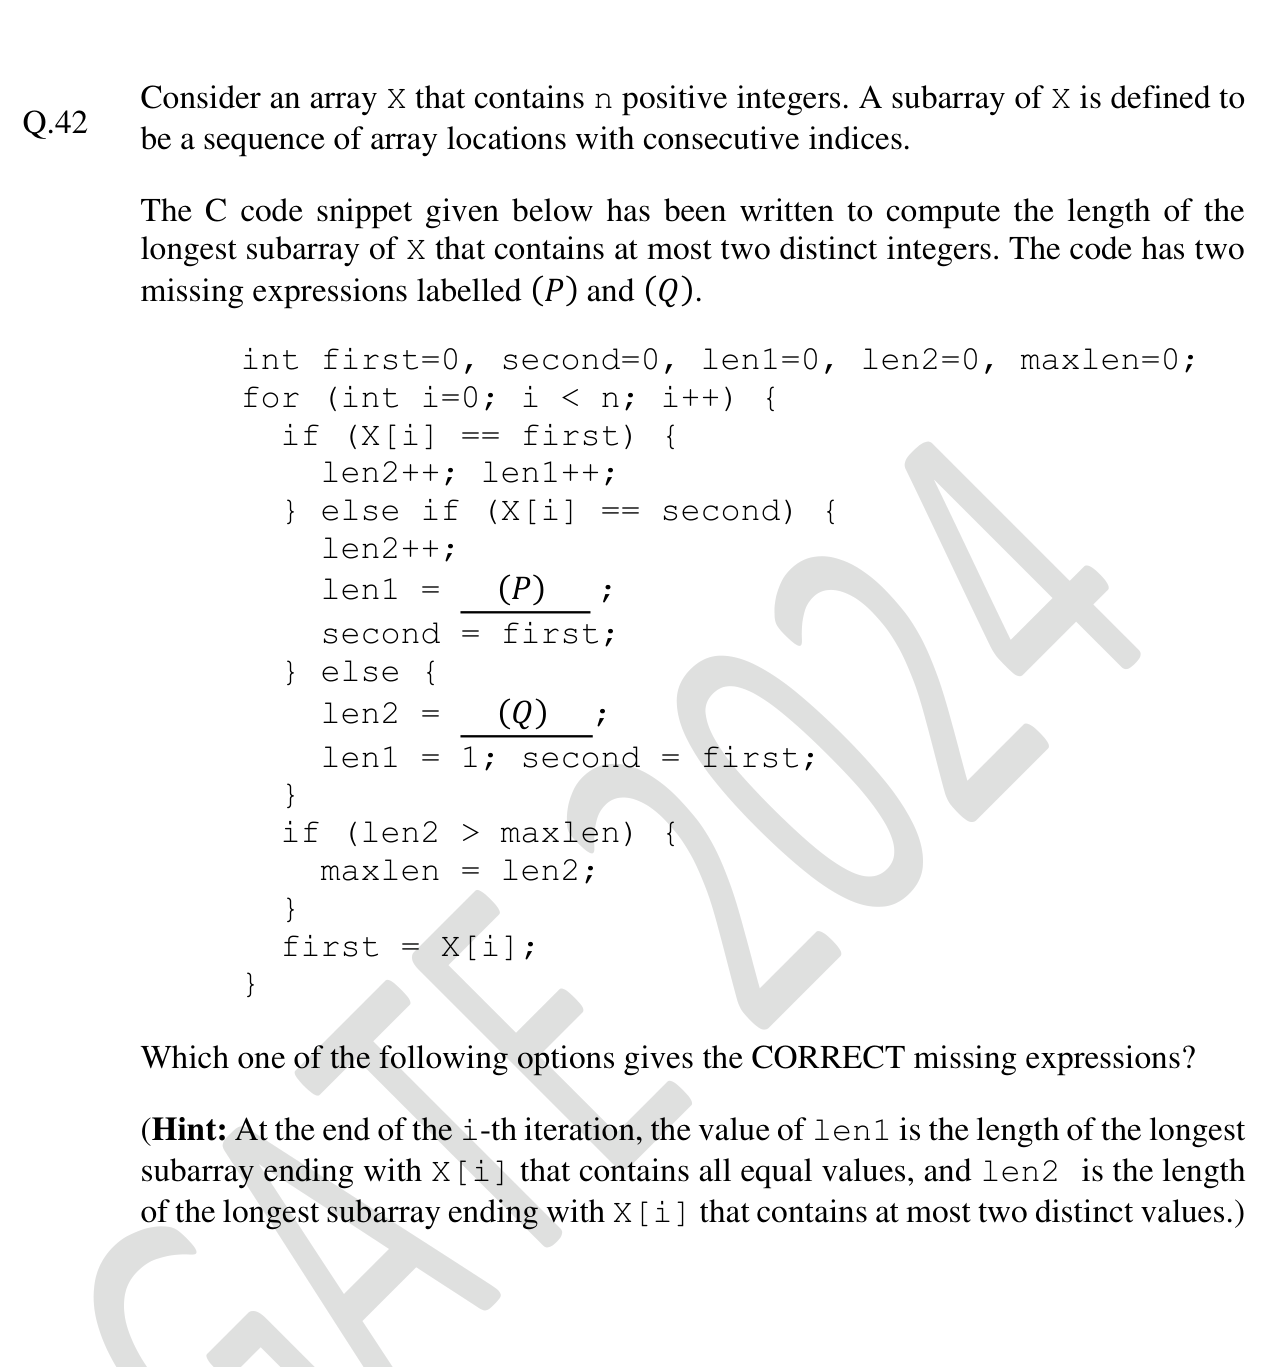 Q.42
Consider an array X that contains n positive integers. A subarray of X is defined to
be a sequence of array locations with consecutive indices.
The C code snippet given below has been written to compute the length of the
longest subarray of X that contains at most two distinct integers. The code has two
missing expressions labelled (P) and (Q).
int first=0, second=0, len1=0, len2=0, maxlen=0;
for (int i=0; i < n; i++) {
if (X[i] == first) {
len2++; len1++;
} else if (X[i] == second) {
len2++;
len1 = (P) ;
second = first;
} else {
len2 = (Q) ;
len1 = 1; second = first;
}
if (len2 > maxlen) {
maxlen = len2;
}
first = X[i];
}
Which one of the following options gives the CORRECT missing expressions?
(Hint: At the end of the i-th iteration, the value of len1 is the length of the longest
subarray ending with X[i] that contains all equal values, and len2 is the length
of the longest subarray ending with X[i] that contains at most two distinct values.)
GATE 2024